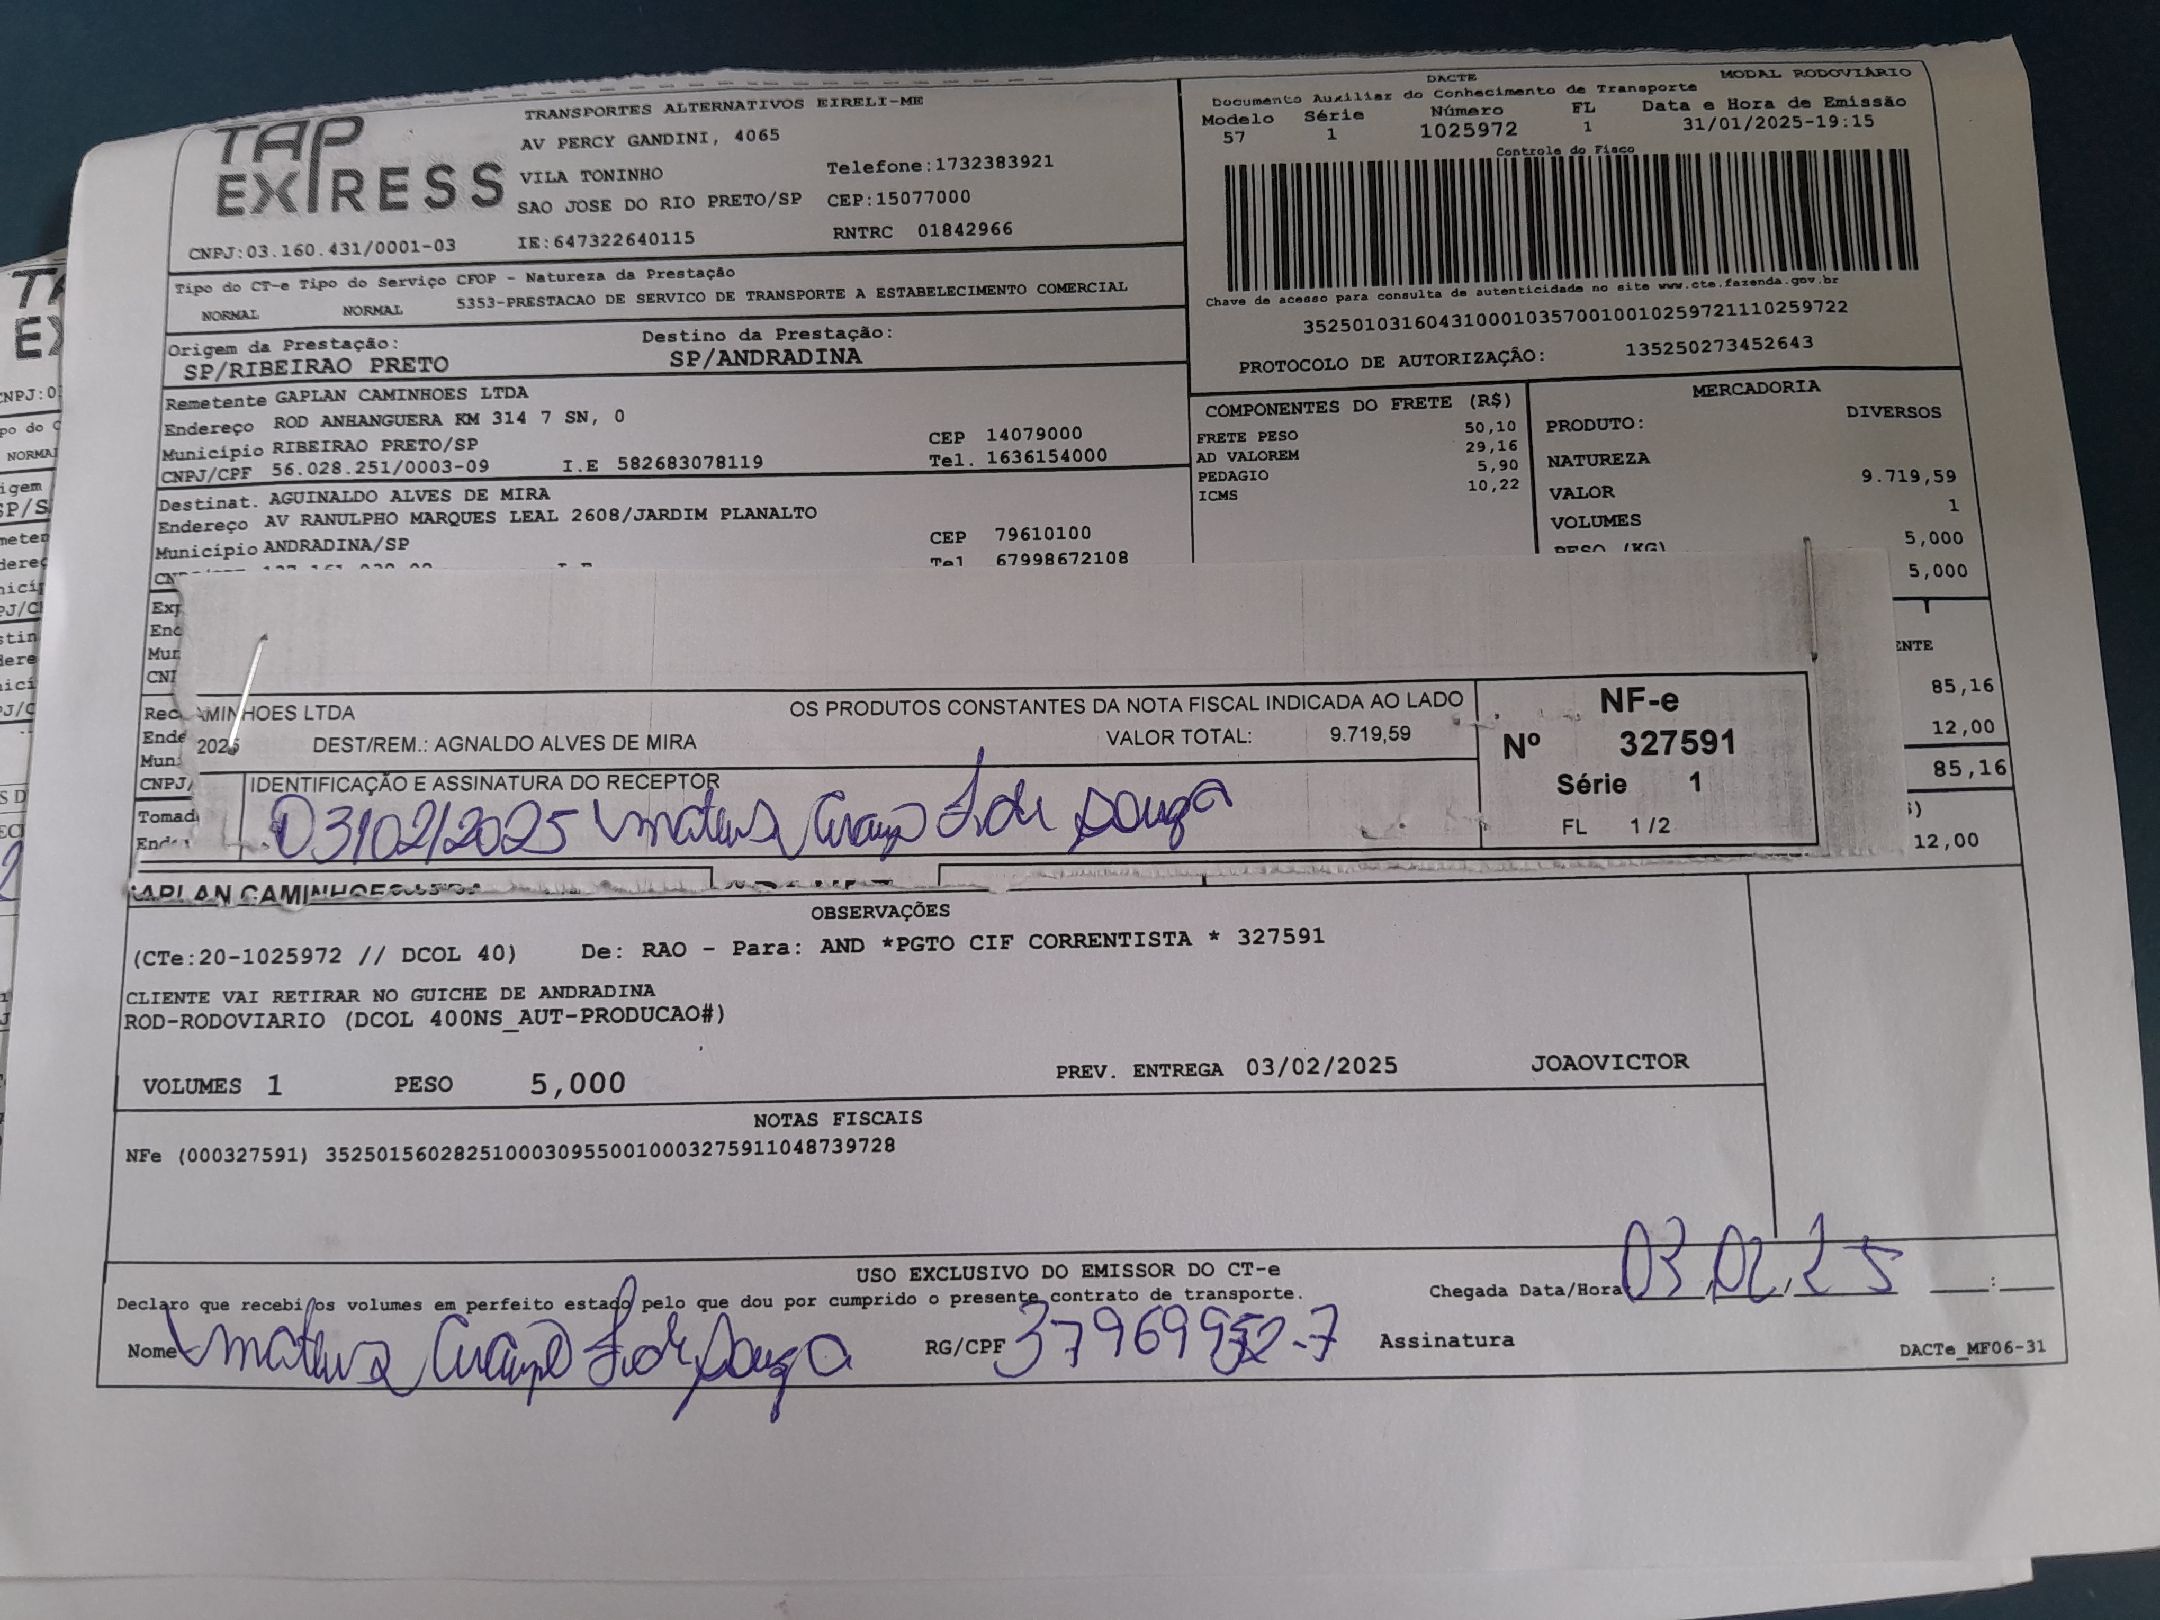 TAP EXPRESS
TRANSPORTES ALTERNATIVOS EIRELI-ME
AV PERCY GANDINI, 4065
VILA TONINHO Telefone:1732383921
SAO JOSE DO RIO PRETO/SP CEP:15077000
CNPJ:03.160.431/0001-03 IE:647322640115 RNTRC 01842966
Tipo do CT-e Tipo do Serviço CFOP - Natureza da Prestação
NORMAL NORMAL 5353-PRESTACAO DE SERVICO DE TRANSPORTE A ESTABELECIMENTO COMERCIAL
Origem da Prestação: Destino da Prestação:
SP/RIBEIRAO PRETO SP/ANDRADINA
DACTE MODAL RODOVIÁRIO
Documento Auxiliar do Conhecimento de Transporte
Modelo Série Número FL Data e Hora de Emissão
57 1 1025972 1 31/01/2025-19:15
Controle do Fisco
Chave de acesso para consulta de autenticidade no site www.cte.fazenda.gov.br
35250103160431000103570010010259721110259722
PROTOCOLO DE AUTORIZAÇÃO: 135250273452643
Remetente GAPLAN CAMINHOES LTDA
Endereço ROD ANHANGUERA KM 314 7 SN, 0
Município RIBEIRAO PRETO/SP CEP 14079000
CNPJ/CPF 56.028.251/0003-09 I.E 582683078119 Tel. 1636154000
Destinat. AGUINALDO ALVES DE MIRA
Endereço AV RANULPHO MARQUES LEAL 2608/JARDIM PLANALTO
Município ANDRADINA/SP CEP 79610100
Tel 67998672108
COMPONENTES DO FRETE (R$)
FRETE PESO 50,10
AD VALOREM 29,16
PEDAGIO 5,90
ICMS 10,22
MERCADORIA
PRODUTO: DIVERSOS
NATUREZA
VALOR 9.719,59
VOLUMES 1
PESO (KG) 5,000
5,000
ENTE
85,16
12,00
85,16
12,00
AMINHOES LTDA OS PRODUTOS CONSTANTES DA NOTA FISCAL INDICADA AO LADO
2025 DEST/REM.: AGNALDO ALVES DE MIRA VALOR TOTAL: 9.719,59
IDENTIFICAÇÃO E ASSINATURA DO RECEPTOR
03/02/2025 mateus de souza
NF-e
Nº 327591
Série 1
FL 1/2
OBSERVAÇÕES
(CTe:20-1025972 // DCOL 40) De: RAO - Para: AND *PGTO CIF CORRENTISTA * 327591
CLIENTE VAI RETIRAR NO GUICHE DE ANDRADINA
ROD-RODOVIARIO (DCOL 400NS_AUT-PRODUCAO#)
VOLUMES 1 PESO 5,000 PREV. ENTREGA 03/02/2025 JOAOVICTOR
NOTAS FISCAIS
NFe (000327591) 35250156028251000309550010003275911048739728
USO EXCLUSIVO DO EMISSOR DO CT-e
Declaro que recebi os volumes em perfeito estado pelo que dou por cumprido o presente contrato de transporte. Chegada Data/Hora 03/02/25
Nome mateus de souza RG/CPF Assinatura
DACTe_MF06-31